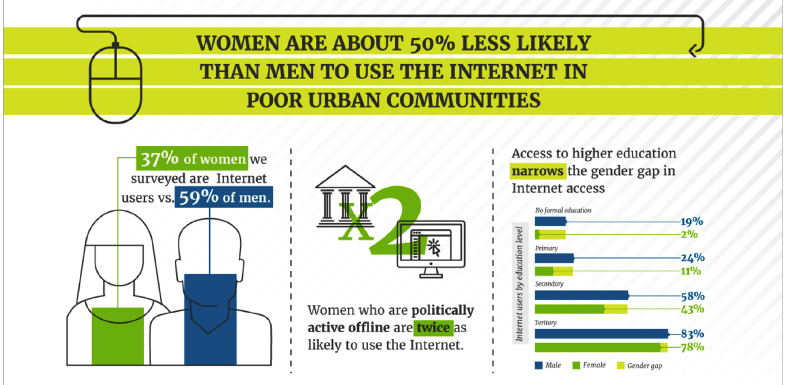 WOMEN ARE ABOUT 50% LESS LIKELY
THAN MEN TO USE THE INTERNET IN
POOR URBAN COMMUNITIES
37% of women we
surveyed are Internet
users vs. 59% of men.
x2
Women who are politically
active offline are twice as
likely to use the Internet.
Access to higher education
narrows the gender gap in
Internet access
Internet users by education level
No formal education
19%
2%
Primary
24%
11%
Secondary
58%
43%
Tertiary
83%
78%
Male Female Gender gap